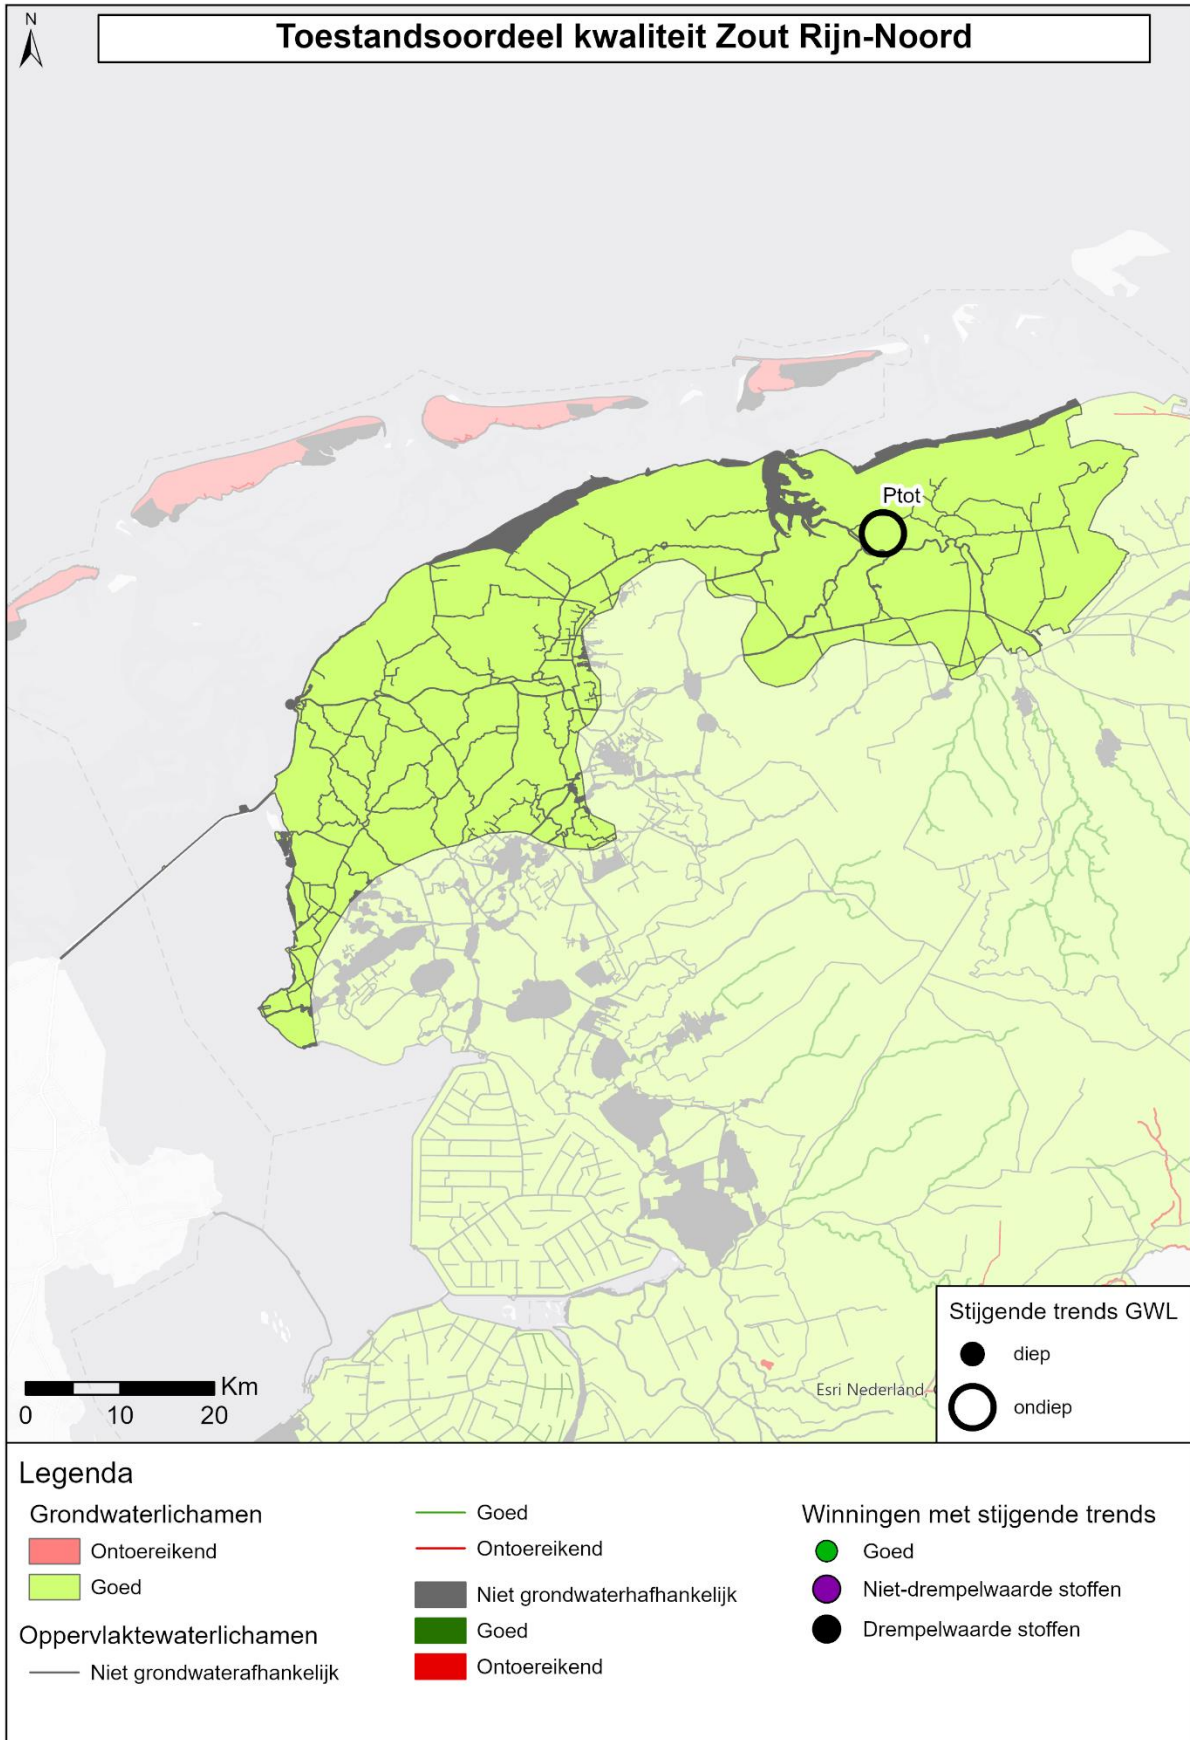 N
Toestandsoordeel kwaliteit Zout Rijn-Noord
Ptot
Stijgende trends GWL
diep
ondiep
Esri Nederland,
Km
0 10 20
Legenda
Grondwaterlichamen
Ontoereikend
Goed
Oppervlaktewaterlichamen
Niet grondwaterafhankelijk
Goed
Ontoereikend
Niet grondwaterhafhankelijk
Goed
Ontoereikend
Winningen met stijgende trends
Goed
Niet-drempelwaarde stoffen
Drempelwaarde stoffen